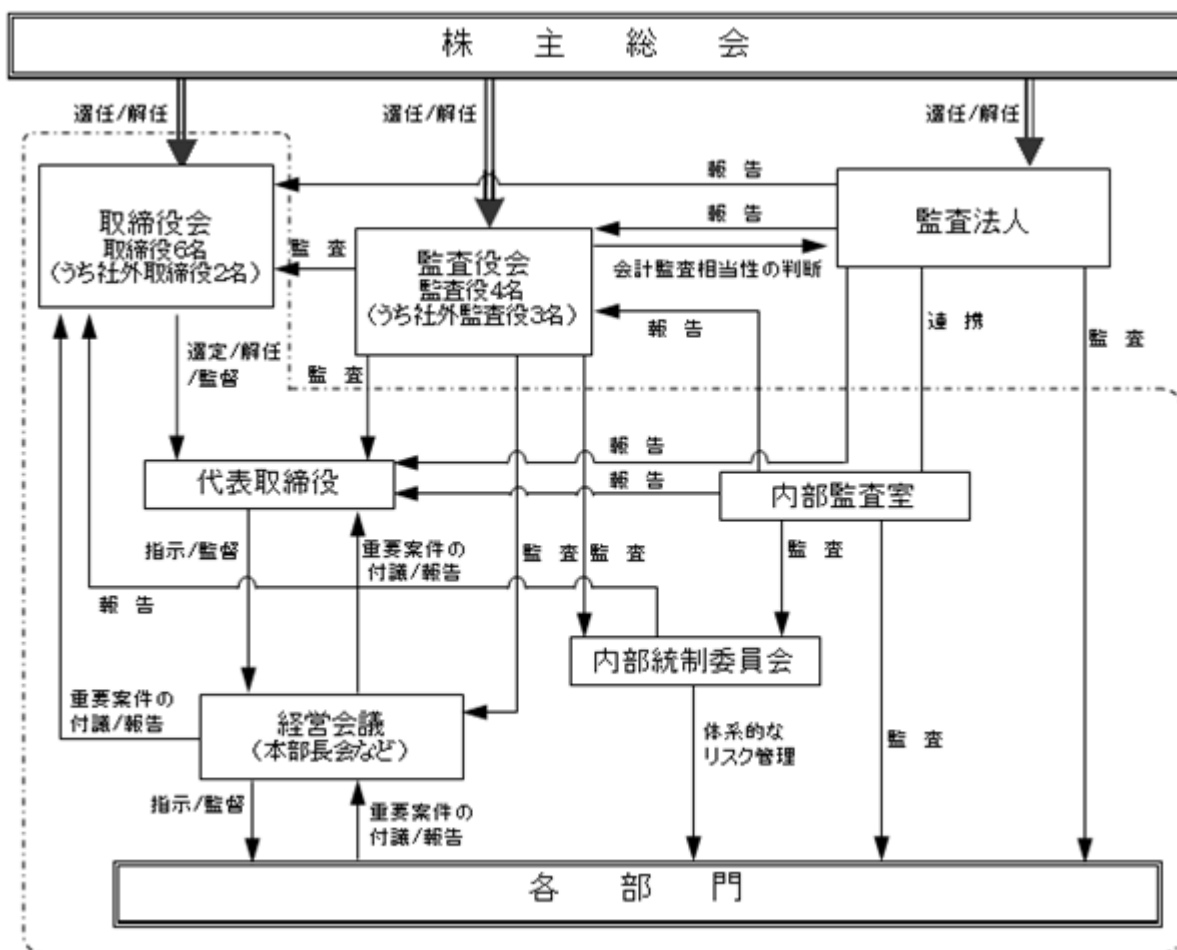 株主総会
選任/解任
選任/解任
選任/解任
報告
取締役会
取締役6名
(うち社外取締役2名)
監査法人
報告
監査
監査役会
監査役4名
(うち社外監査役3名)
会計監査相当性の判断
報告
連携
監査
選定/解任
/監督
監査
報告
代表取締役
報告
内部監査室
指示/監督
重要案件の
付議/報告
監査
監査
監査
報告
内部統制委員会
重要案件の
付議/報告
経営会議
(本部長会など)
体系的な
リスク管理
監査
指示/監督
重要案件の
付議/報告
各部門